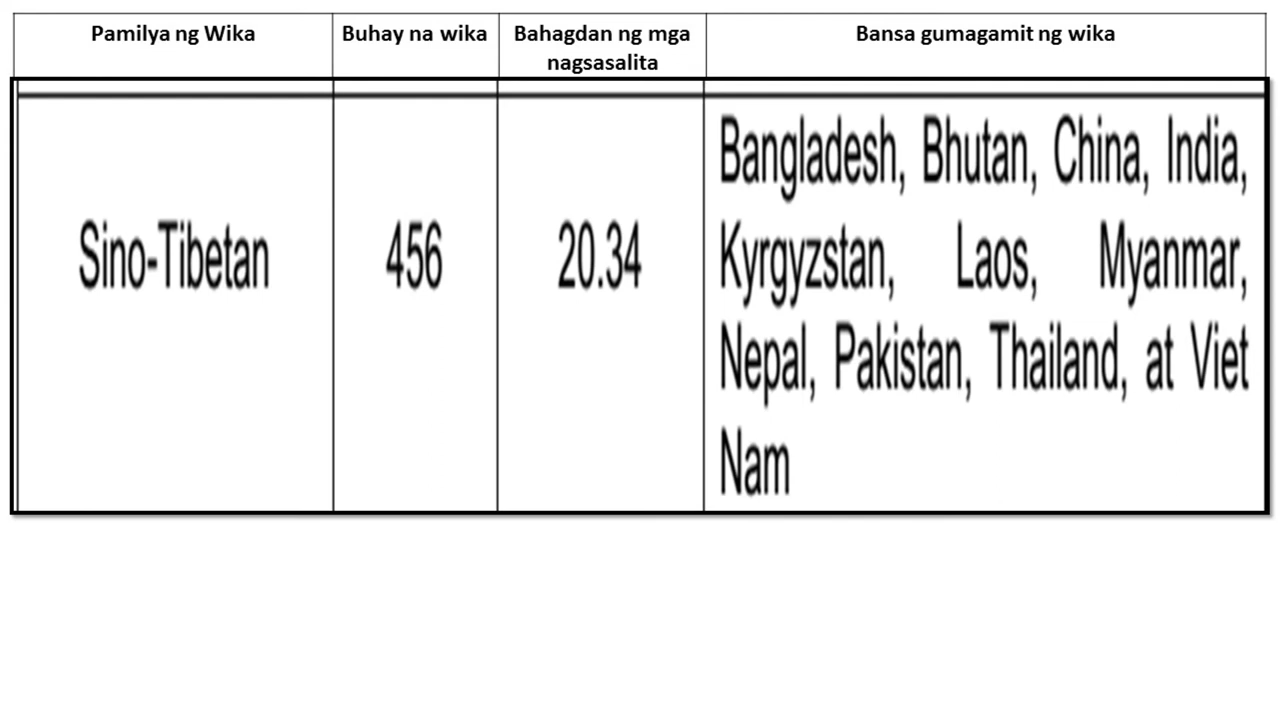 Pamilya ng Wika
Buhay na wika
Bahagdan ng mga
nagsasalita
Bansa gumagamit ng wika
Sino-Tibetan
456
20.34
Bangladesh, Bhutan, China, India,
Kyrgyzstan, Laos, Myanmar,
Nepal, Pakistan, Thailand, at Viet
Nam